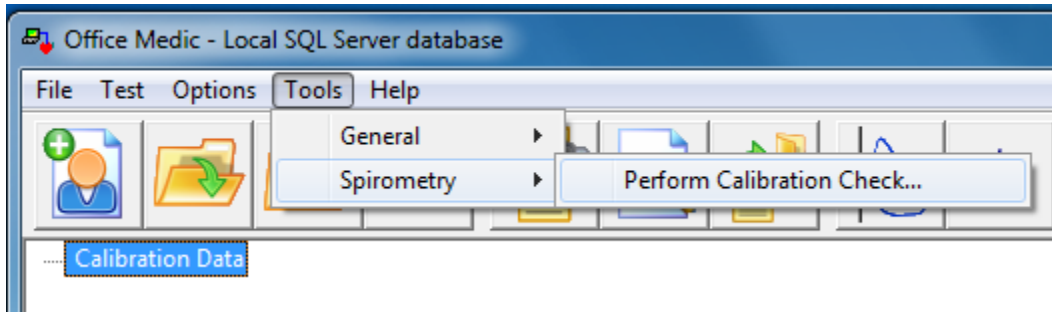 Office Medic - Local SQL Server database
File Test Options Tools Help
General
Spirometry
Perform Calibration Check...
Calibration Data